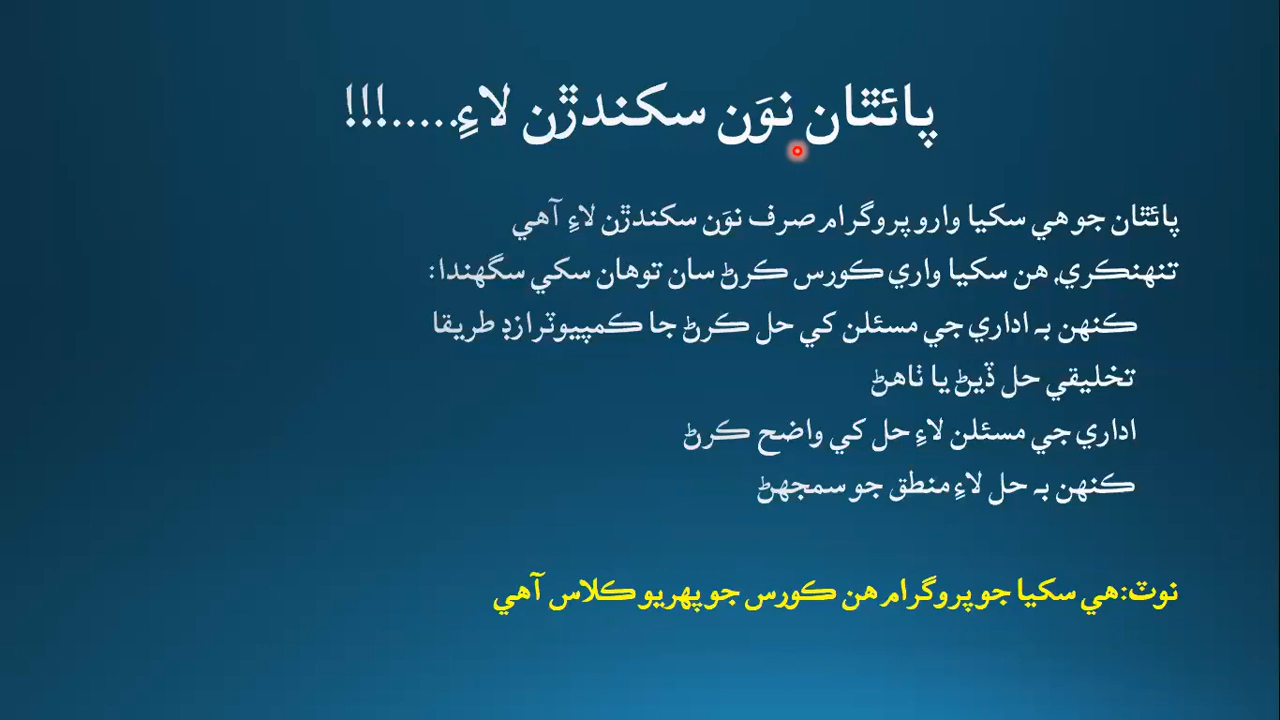 پائٿان نوَن سکندڙن لاءِ.....!!!
پائٿان جو هي سکيا وارو پروگرام صرف نوَن سکندڙن لاءِ آهي
تنهنڪري، هن سکيا واري ڪورس ڪرڻ سان توهان سکي سگهندا:
ڪنهن بہ اداري جي مسئلن کي حل ڪرڻ جا ڪمپيوٽرازڊ طريقا
تخليقي حل ڏيڻ يا ٺاهڻ
اداري جي مسئلن لاءِ حل کي واضح ڪرڻ
ڪنهن بہ حل لاءِ منطق جو سمجهڻ
نوٽ:هي سکيا جو پروگرام هن ڪورس جو پهريو ڪلاس آهي